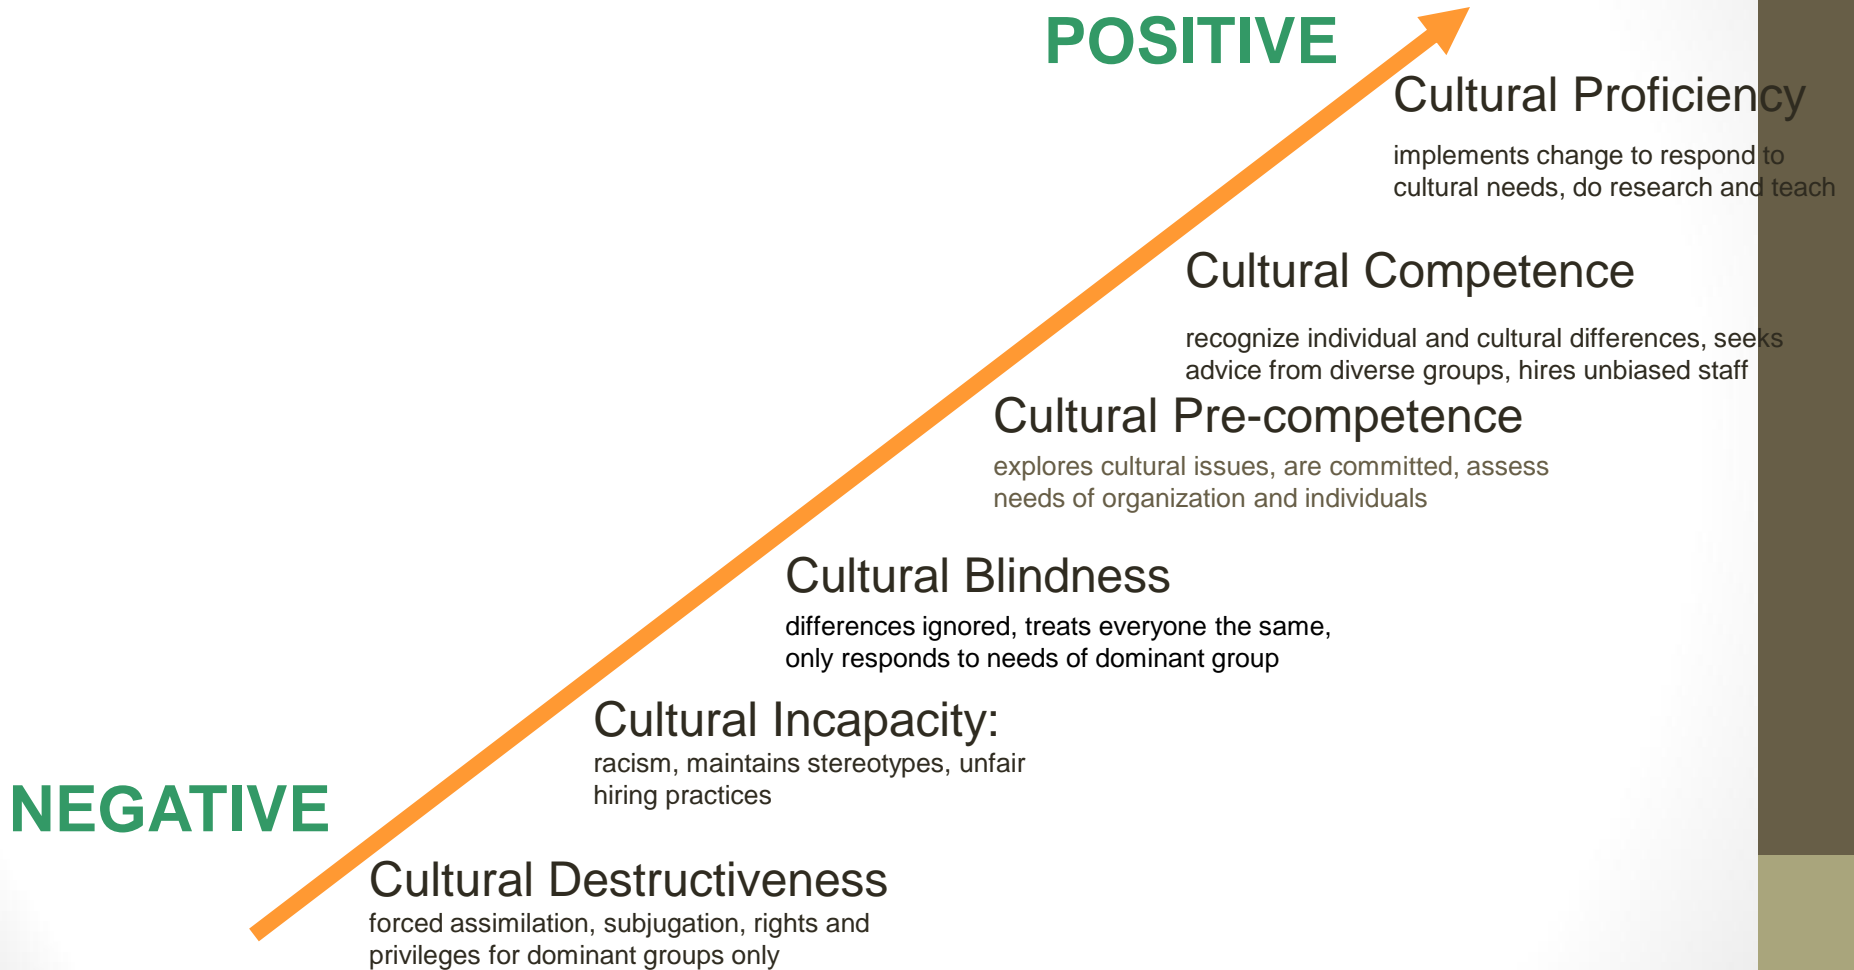 POSITIVE
Cultural Proficiency
implements change to respond to
cultural needs, do research and teach
Cultural Competence
recognize individual and cultural differences, seeks
advice from diverse groups, hires unbiased staff
Cultural Pre-competence
explores cultural issues, are committed, assess
needs of organization and individuals
Cultural Blindness
differences ignored, treats everyone the same,
only responds to needs of dominant group
Cultural Incapacity:
racism, maintains stereotypes, unfair
hiring practices
NEGATIVE
Cultural Destructiveness
forced assimilation, subjugation, rights and
privileges for dominant groups only